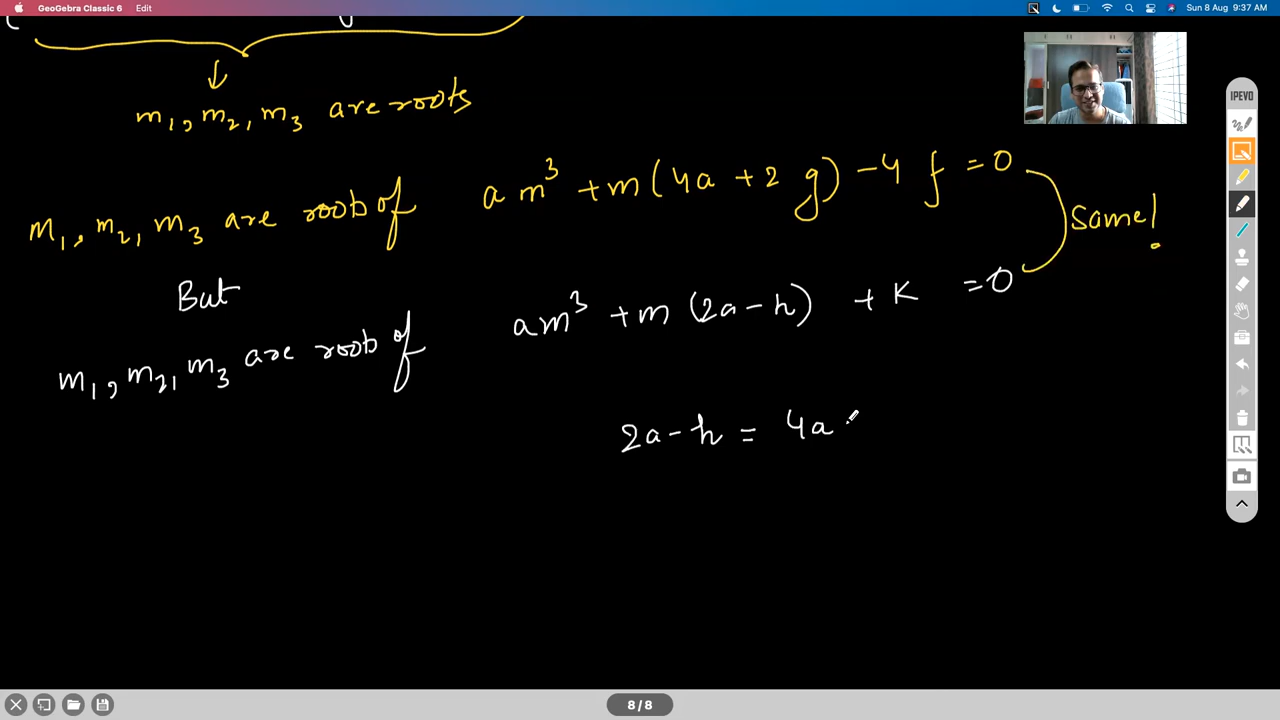 GeoGebra Classic 6 Edit Sun 8 Aug 9:37 AM
IPEVO
m₁, m₂, m₃ are roots
m₁, m₂, m₃ are roots of am³ + m(4a + 2g) - 4f = 0
Same!
But
m₁, m₂, m₃ are roots of am³ + m(2a - h) + K = 0
2a - h = 4a
8 / 8